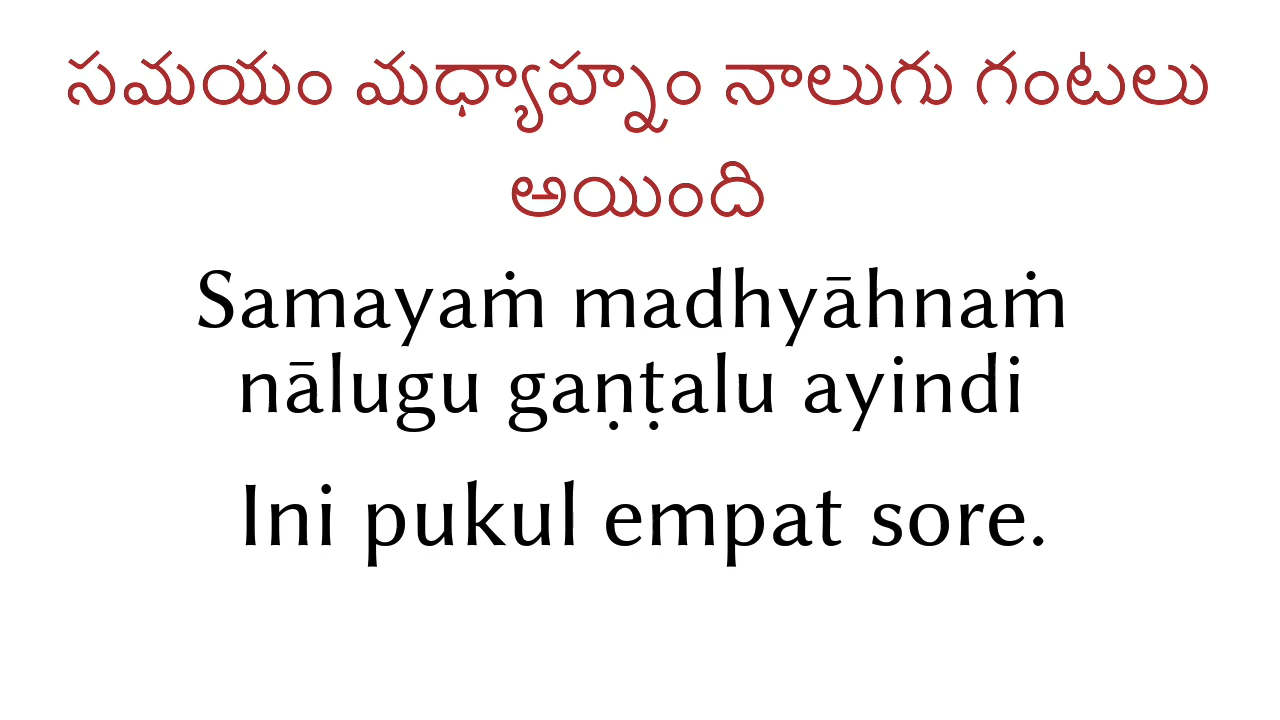 సమయం మధ్యాహ్నం నాలుగు గంటలు
అయింది
Samayaṁ madhyāhnaṁ
nālugu gaṇṭalu ayindi
Ini pukul empat sore.